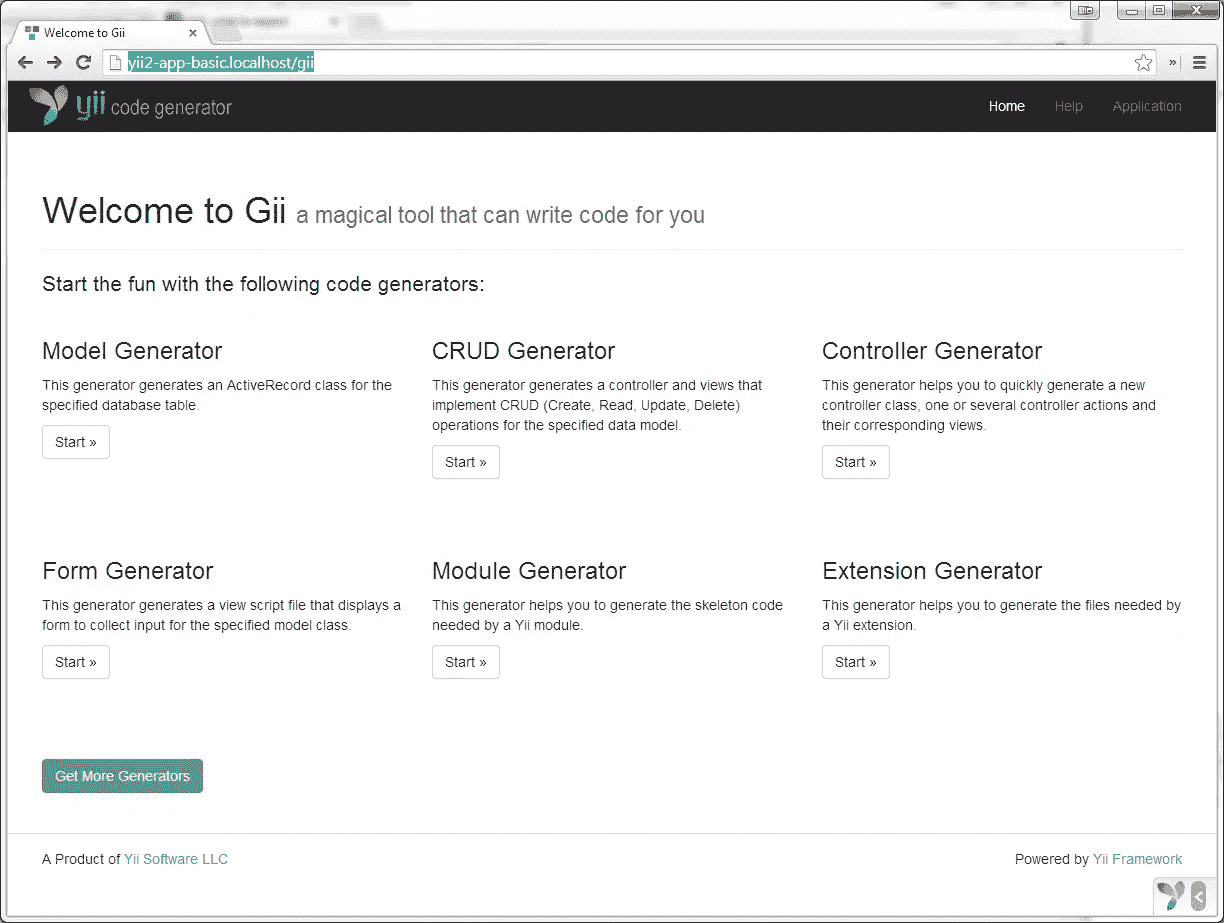 Welcome to Gii
yii2-app-basic.localhost/gii
yii code generator
Home
Help
Application
Welcome to Gii a magical tool that can write code for you
Start the fun with the following code generators:
Model Generator
This generator generates an ActiveRecord class for the
specified database table.
Start »
CRUD Generator
This generator generates a controller and views that
implement CRUD (Create, Read, Update, Delete)
operations for the specified data model.
Start »
Controller Generator
This generator helps you to quickly generate a new
controller class, one or several controller actions and
their corresponding views.
Start »
Form Generator
This generator generates a view script file that displays a
form to collect input for the specified model class.
Start »
Module Generator
This generator helps you to generate the skeleton code
needed by a Yii module.
Start »
Extension Generator
This generator helps you to generate the files needed by
a Yii extension.
Start »
Get More Generators
A Product of Yii Software LLC
Powered by Yii Framework